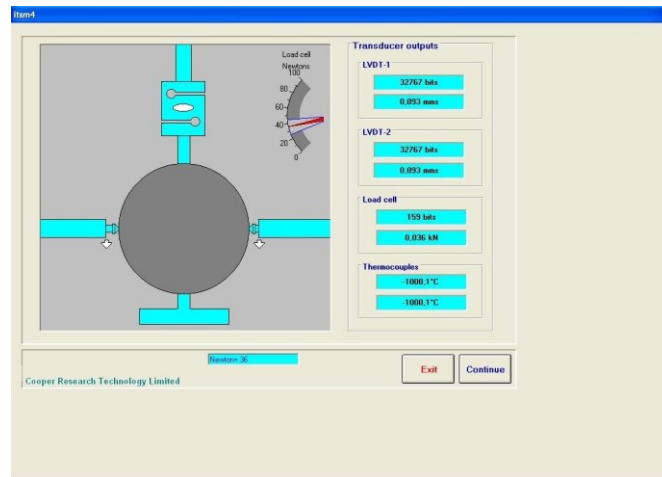 itsm4
Load cell
Newtons
100
80
60
40
20
0
Transducer outputs
LVDT-1
32767 bits
0,093 mms
LVDT-2
32767 bits
0,093 mms
Load cell
159 bits
0,036 kN
Thermocouples
-1000,1°C
-1000,1°C
Newtons 36
Cooper Research Technology Limited
Exit
Continue